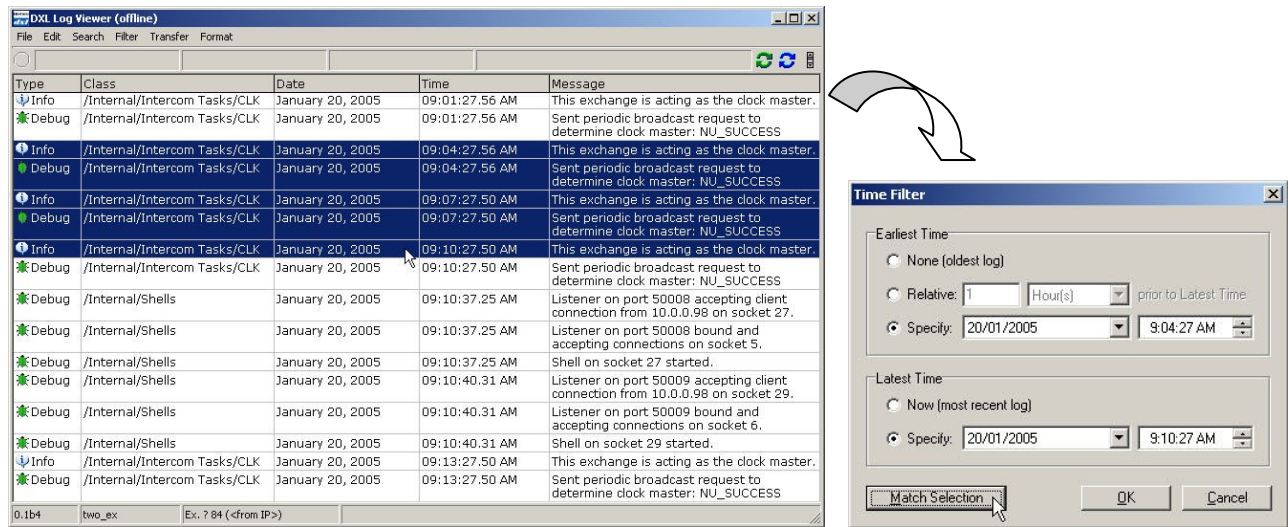 DXL Log Viewer (offline)
File Edit Search Filter Transfer Format
Type Class Date Time Message
Info /Internal/Intercom Tasks/CLK January 20, 2005 09:01:27.56 AM This exchange is acting as the clock master.
Debug /Internal/Intercom Tasks/CLK January 20, 2005 09:01:27.56 AM Sent periodic broadcast request to
determine clock master: NU_SUCCESS
Info /Internal/Intercom Tasks/CLK January 20, 2005 09:04:27.56 AM This exchange is acting as the clock master.
Debug /Internal/Intercom Tasks/CLK January 20, 2005 09:04:27.56 AM Sent periodic broadcast request to
determine clock master: NU_SUCCESS
Info /Internal/Intercom Tasks/CLK January 20, 2005 09:07:27.50 AM This exchange is acting as the clock master.
Debug /Internal/Intercom Tasks/CLK January 20, 2005 09:07:27.50 AM Sent periodic broadcast request to
determine clock master: NU_SUCCESS
Info /Internal/Intercom Tasks/CLK January 20, 2005 09:10:27.50 AM This exchange is acting as the clock master.
Debug /Internal/Intercom Tasks/CLK January 20, 2005 09:10:27.50 AM Sent periodic broadcast request to
determine clock master: NU_SUCCESS
Debug /Internal/Shells January 20, 2005 09:10:37.25 AM Listener on port 50008 accepting client
connection from 10.0.0.98 on socket 27.
Debug /Internal/Shells January 20, 2005 09:10:37.25 AM Listener on port 50008 bound and
accepting connections on socket 5.
Debug /Internal/Shells January 20, 2005 09:10:37.25 AM Shell on socket 27 started.
Debug /Internal/Shells January 20, 2005 09:10:40.31 AM Listener on port 50009 accepting client
connection from 10.0.0.98 on socket 29.
Debug /Internal/Shells January 20, 2005 09:10:40.31 AM Listener on port 50009 bound and
accepting connections on socket 6.
Debug /Internal/Shells January 20, 2005 09:10:40.31 AM Shell on socket 29 started.
Info /Internal/Intercom Tasks/CLK January 20, 2005 09:13:27.50 AM This exchange is acting as the clock master.
Debug /Internal/Intercom Tasks/CLK January 20, 2005 09:13:27.50 AM Sent periodic broadcast request to
determine clock master: NU_SUCCESS
0.1b4 two_ex Ex. ? 84 (<from IP>)
Time Filter
Earliest Time
None (oldest log)
Relative: 1 Hour(s) prior to Latest Time
Specify: 20/01/2005 9:04:27 AM
Latest Time
Now (most recent log)
Specify: 20/01/2005 9:10:27 AM
Match Selection OK Cancel